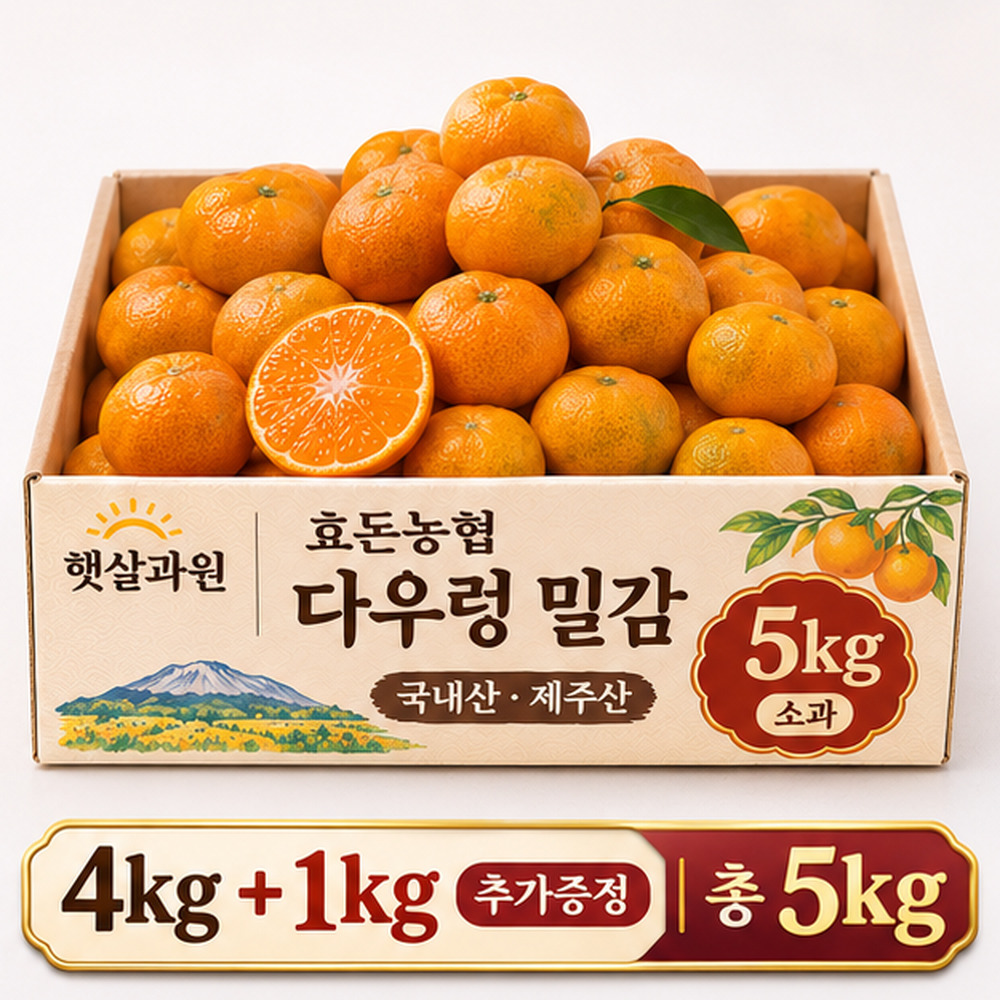 햇살과원
효돈농협
다우렁 밀감
국내산 · 제주산
5kg
소과
4kg + 1kg 추가증정 총 5kg